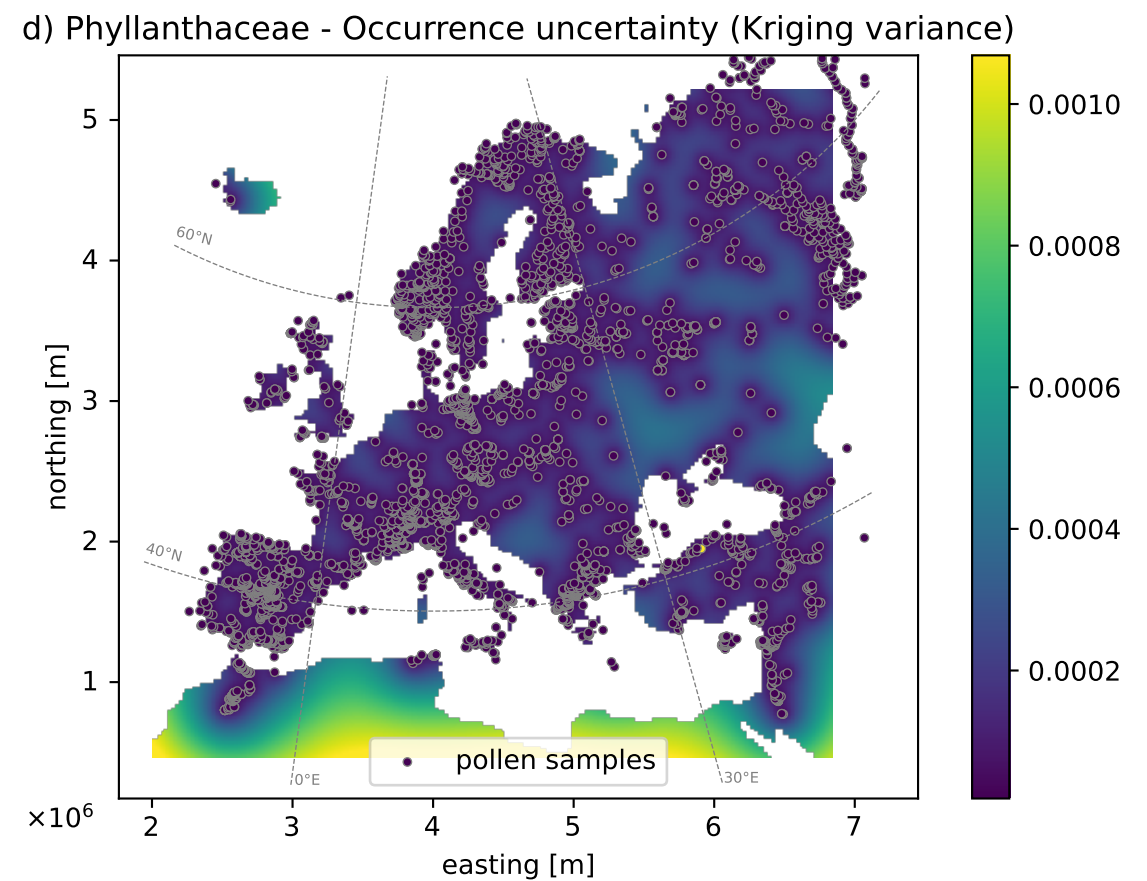 d) Phyllanthaceae - Occurrence uncertainty (Kriging variance)
5
4
3
2
1
northing [m]
60°N
40°N
0°E
30°E
pollen samples
×10⁶
2 3 4 5 6 7
easting [m]
0.0010
0.0008
0.0006
0.0004
0.0002